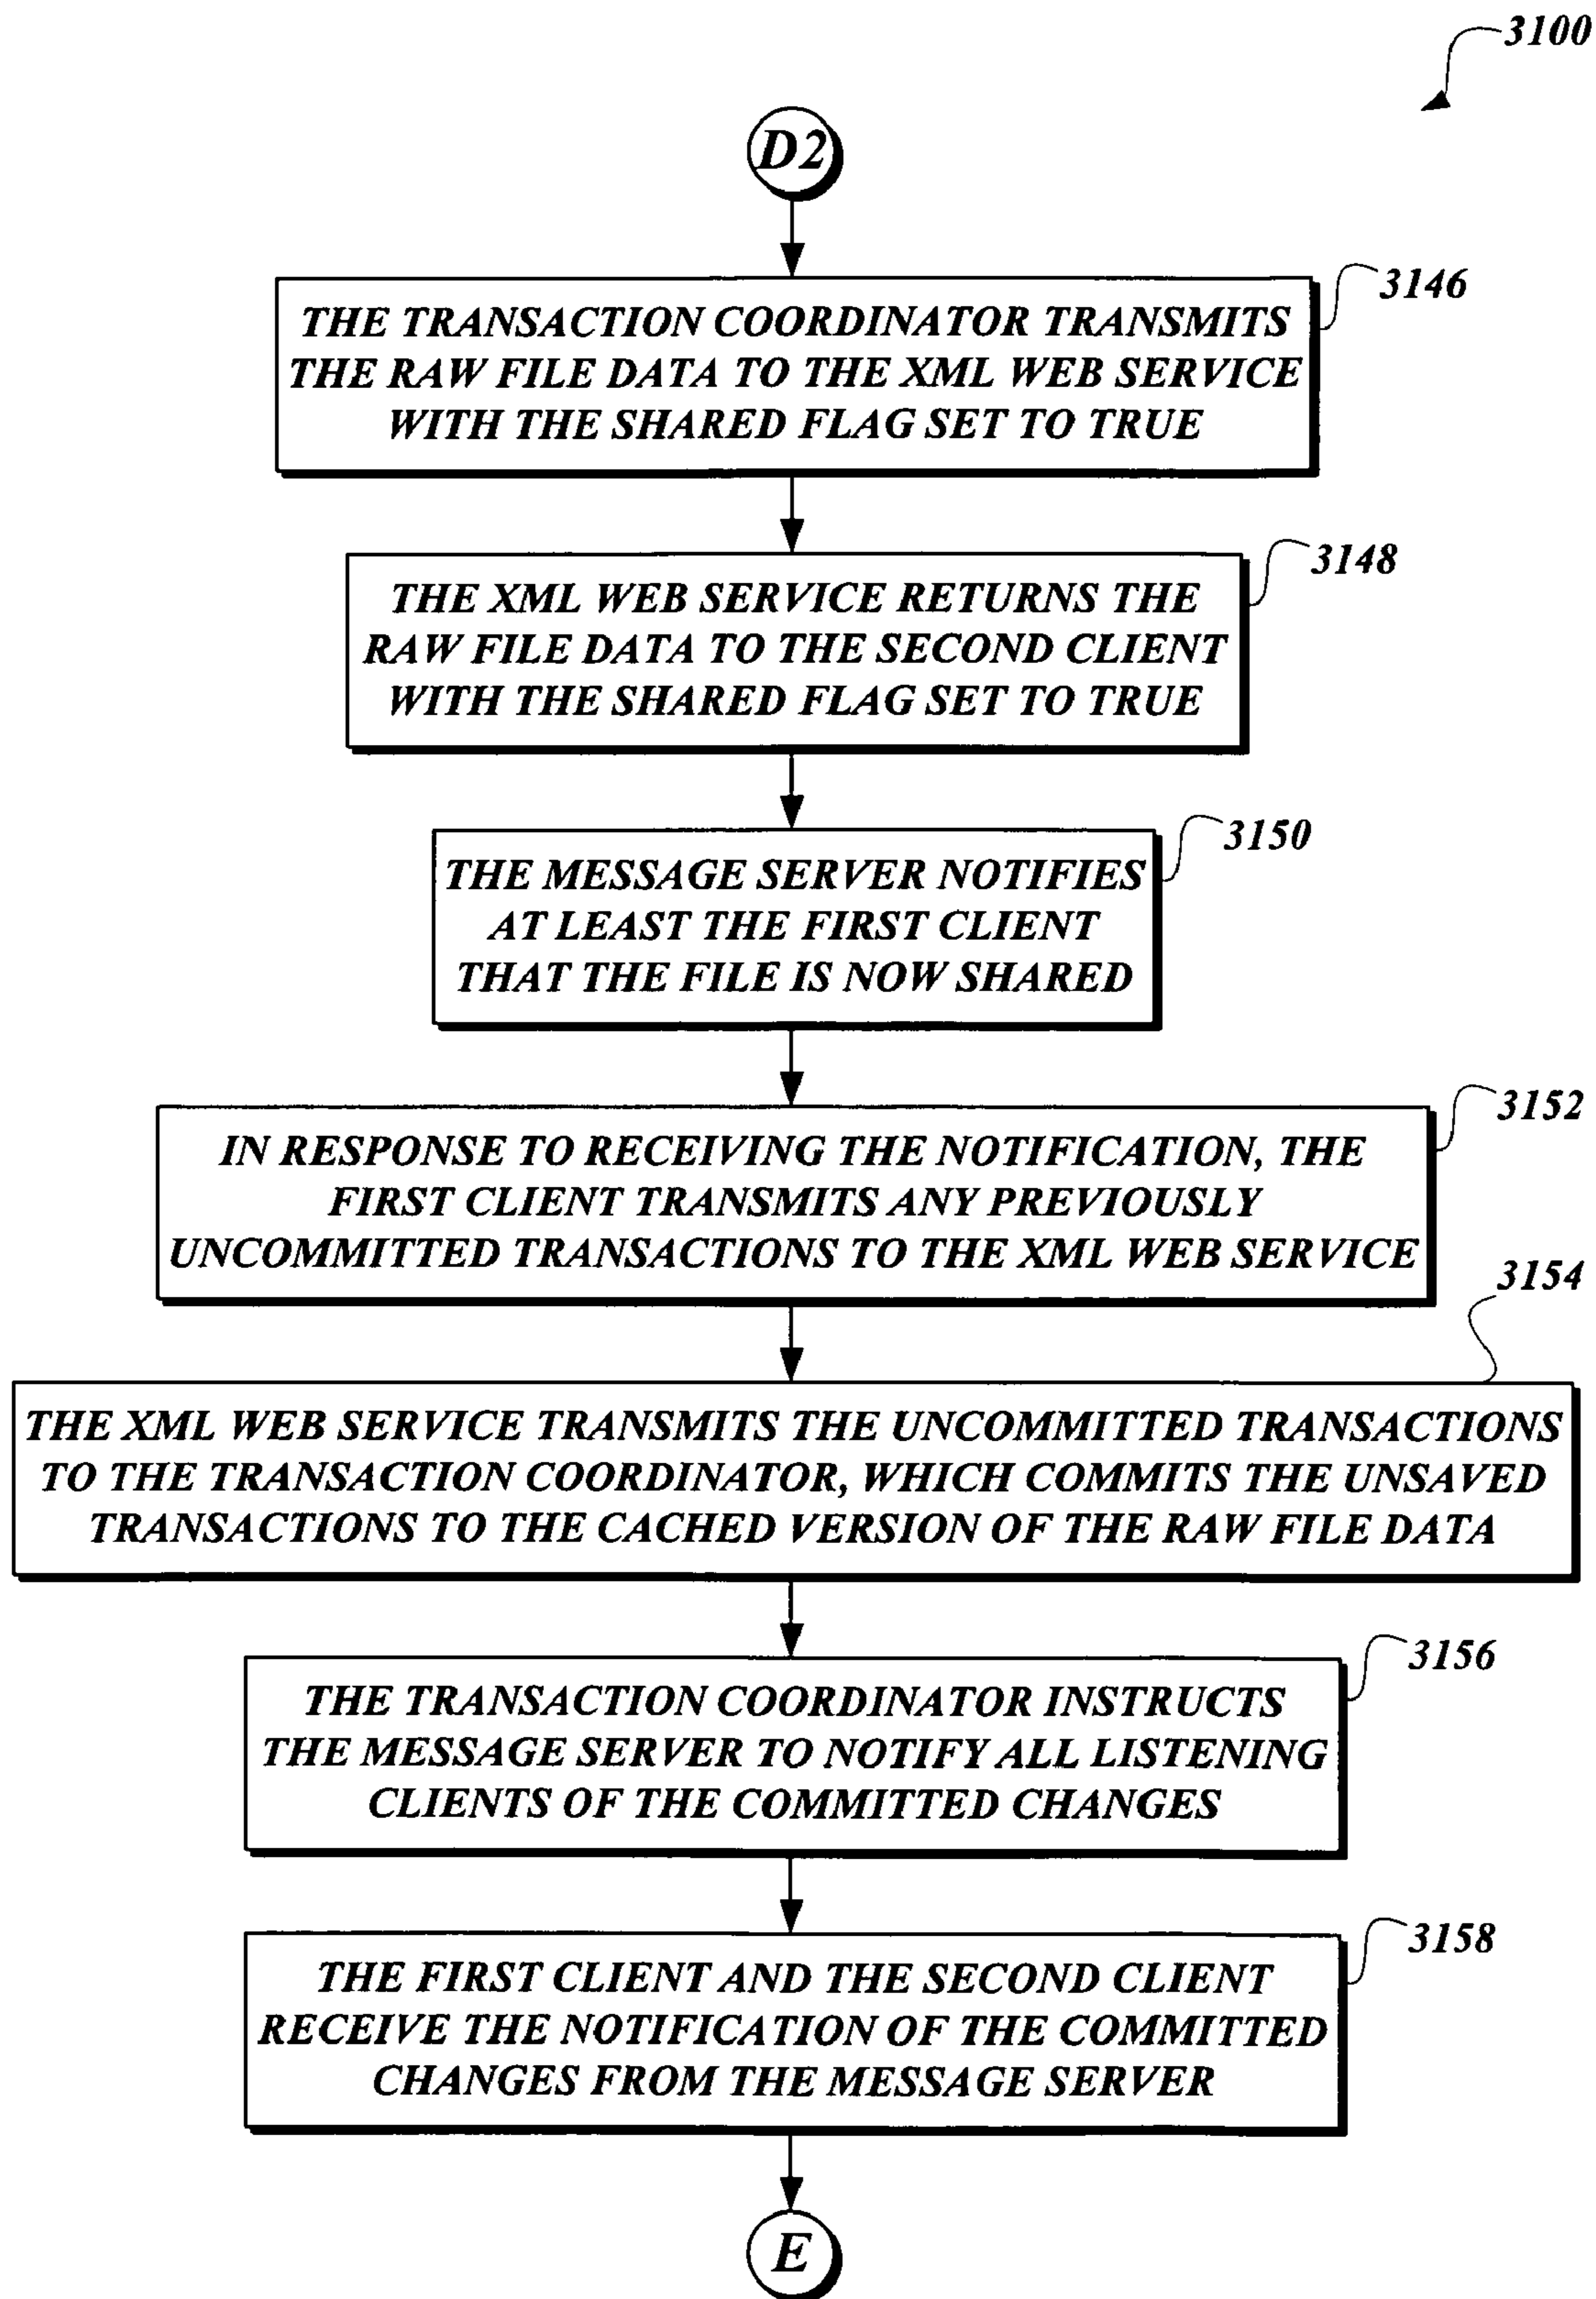 3100
D2
3146
THE TRANSACTION COORDINATOR TRANSMITS
THE RAW FILE DATA TO THE XML WEB SERVICE
WITH THE SHARED FLAG SET TO TRUE
3148
THE XML WEB SERVICE RETURNS THE
RAW FILE DATA TO THE SECOND CLIENT
WITH THE SHARED FLAG SET TO TRUE
3150
THE MESSAGE SERVER NOTIFIES
AT LEAST THE FIRST CLIENT
THAT THE FILE IS NOW SHARED
3152
IN RESPONSE TO RECEIVING THE NOTIFICATION, THE
FIRST CLIENT TRANSMITS ANY PREVIOUSLY
UNCOMMITTED TRANSACTIONS TO THE XML WEB SERVICE
3154
THE XML WEB SERVICE TRANSMITS THE UNCOMMITTED TRANSACTIONS
TO THE TRANSACTION COORDINATOR, WHICH COMMITS THE UNSAVED
TRANSACTIONS TO THE CACHED VERSION OF THE RAW FILE DATA
3156
THE TRANSACTION COORDINATOR INSTRUCTS
THE MESSAGE SERVER TO NOTIFY ALL LISTENING
CLIENTS OF THE COMMITTED CHANGES
3158
THE FIRST CLIENT AND THE SECOND CLIENT
RECEIVE THE NOTIFICATION OF THE COMMITTED
CHANGES FROM THE MESSAGE SERVER
E